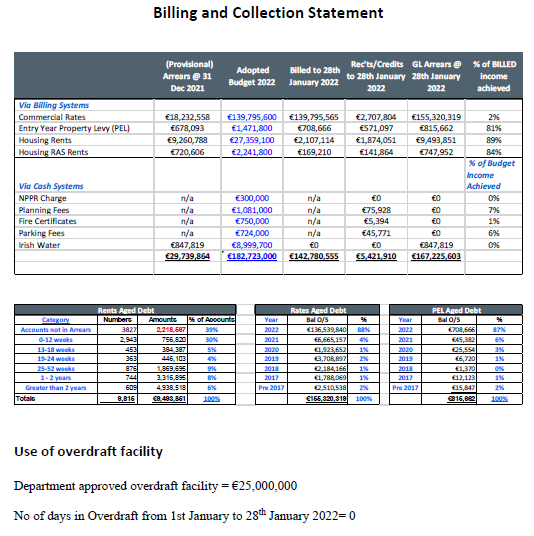 Billing and Collection Statement
(Provisional) Arrears @ 31 Dec 2021 Adopted Budget 2022 Billed to 28th January 2022 Rec'ts/Credits to 28th January 2022 GL Arrears @ 28th January 2022 % of BILLED income achieved
Via Billing Systems
Commercial Rates €18,232,558 €139,795,600 €139,795,565 €2,707,804 €155,320,319 2%
Entry Year Property Levy (PEL) €678,093 €1,471,800 €708,666 €571,097 €815,662 81%
Housing Rents €9,260,788 €27,359,100 €2,107,114 €1,874,051 €9,493,851 89%
Housing RAS Rents €720,606 €2,241,800 €169,210 €141,864 €747,952 84%
% of Budget Income Achieved
Via Cash Systems
NPPR Charge n/a €300,000 n/a €0 €0 0%
Planning Fees n/a €1,081,000 n/a €75,928 €0 7%
Fire Certificates n/a €750,000 n/a €5,394 €0 1%
Parking Fees n/a €724,000 n/a €45,771 €0 6%
Irish Water €847,819 €8,999,700 €0 €0 €847,819 0%
€29,739,864 €182,723,000 €142,780,555 €5,421,910 €167,225,603
Rents Aged Debt
Category Numbers Amounts % of Accounts
Accounts not in Arrears 3827 2,218,567 39%
0-12 weeks 2,943 756,820 30%
13-18 weeks 453 384,387 5%
19-24 weeks 363 446,103 4%
25-52 weeks 876 1,869,695 9%
1 - 2 years 744 3,316,895 8%
Greater than 2 years 609 4,938,518 6%
Totals 9,816 €9,493,851 100%
Rates Aged Debt
Year Bal O/S %
2022 €136,539,840 88%
2021 €6,665,157 4%
2020 €1,923,652 1%
2019 €3,708,897 2%
2018 €2,184,166 1%
2017 €1,788,069 1%
Pre 2017 €2,510,538 2%
€155,320,319 100%
PEL Aged Debt
Year Bal O/S %
2022 €708,666 87%
2021 €45,382 6%
2020 €25,554 3%
2019 €6,720 1%
2018 €1,370 0%
2017 €12,123 1%
Pre 2017 €15,847 2%
100%
Use of overdraft facility
Department approved overdraft facility = €25,000,000
No of days in Overdraft from 1st January to 28th January 2022= 0